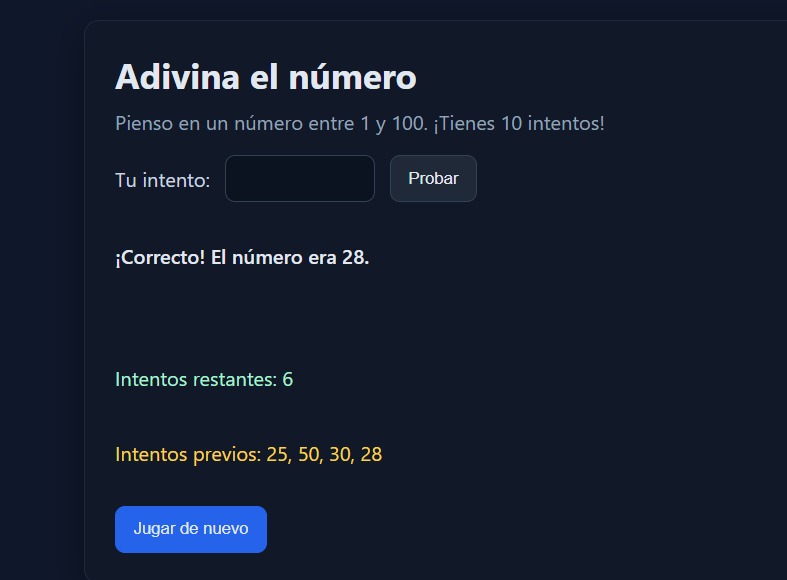 Adivina el número
Pienso en un número entre 1 y 100. ¡Tienes 10 intentos!
Tu intento: Probar
¡Correcto! El número era 28.
Intentos restantes: 6
Intentos previos: 25, 50, 30, 28
Jugar de nuevo